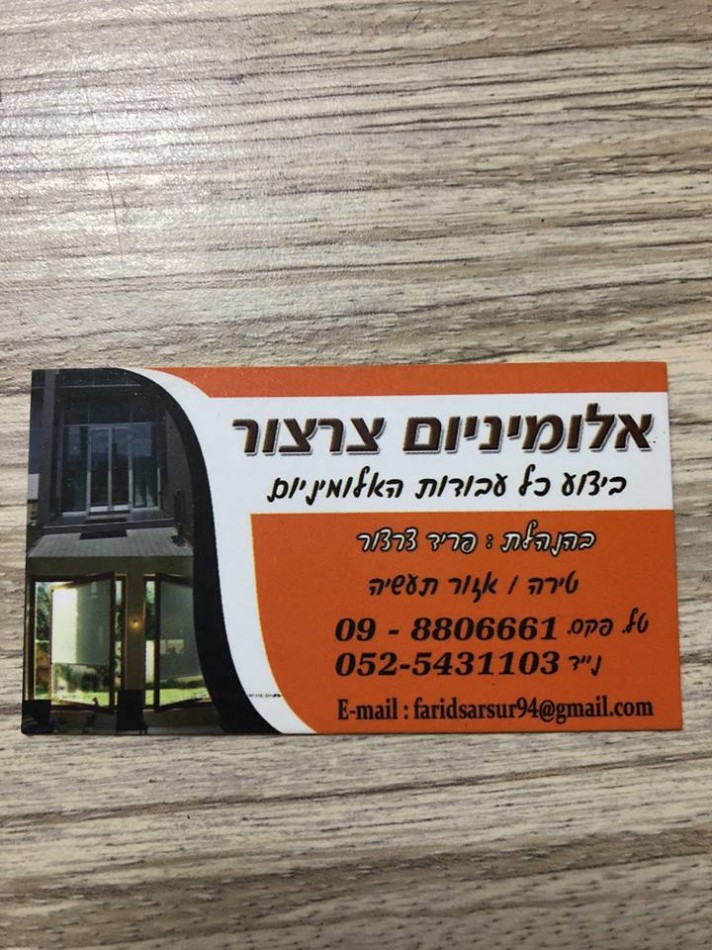 אלומיניום צרצור
ביצוע כל עבודות האלומיניום
בהנהלת : פריד צרצור
טירה / אזור תעשיה
טל. פקס. 09 - 8806661
נייד 052-5431103
E-mail : faridsarsur94@gmail.com